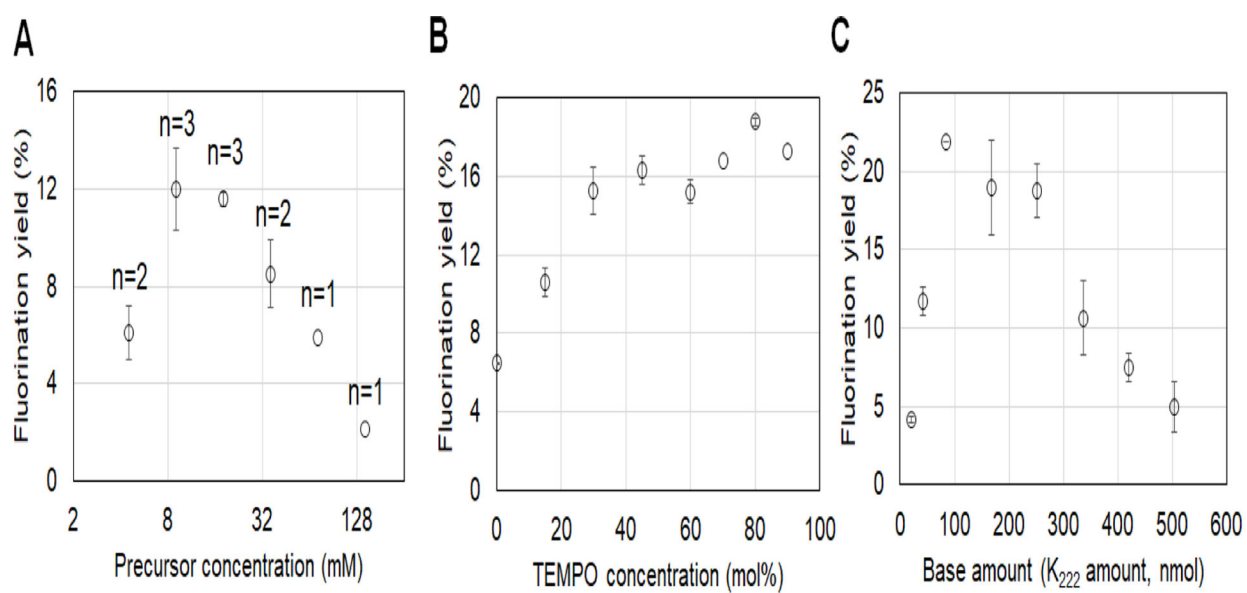 A
Fluorination yield (%)
16
12
8
4
0
n=2
n=3
n=3
n=2
n=1
n=1
2
8
32
128
Precursor concentration (mM)
B
Fluorination yield (%)
20
16
12
8
4
0
0
20
40
60
80
100
TEMPO concentration (mol%)
C
Fluorination yield (%)
25
20
15
10
5
0
0
100
200
300
400
500
600
Base amount (K₂₂₂ amount, nmol)